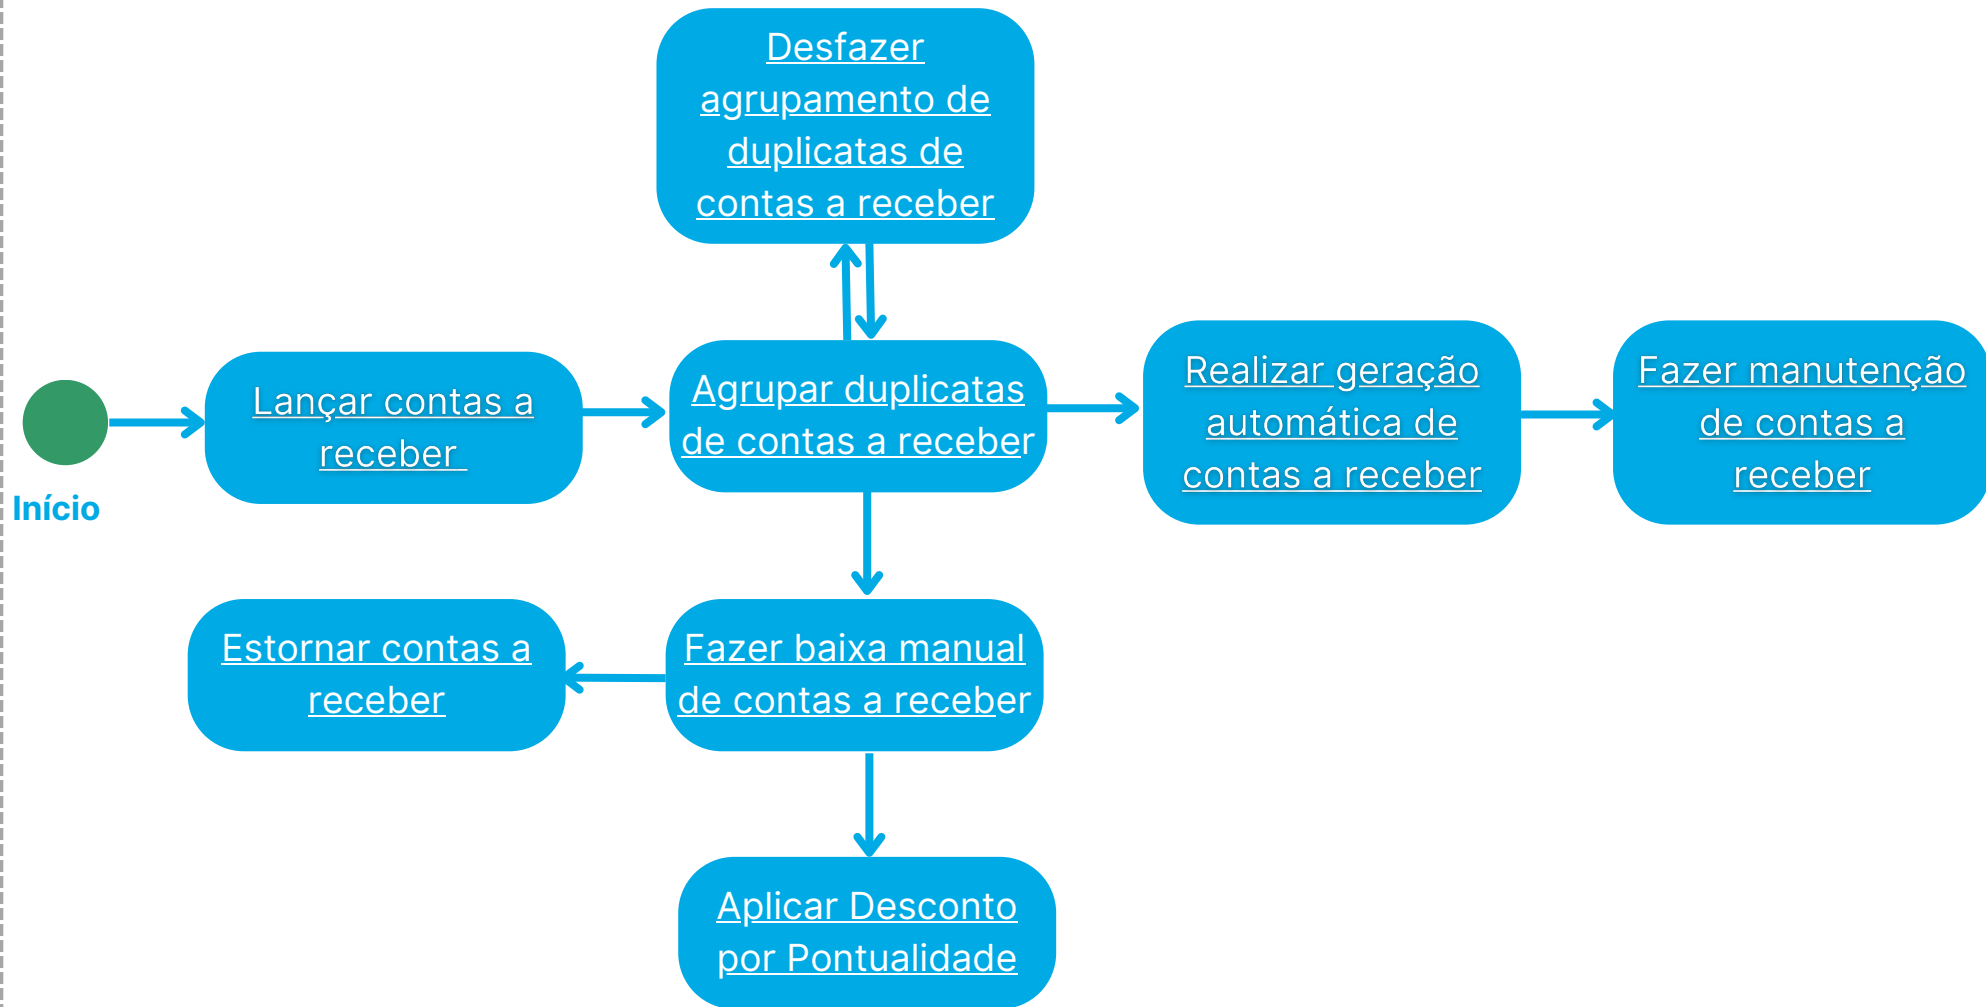 Desfazer
agrupamento de
duplicatas de
contas a receber
Início
Lançar contas a
receber
Agrupar duplicatas
de contas a receber
Realizar geração
automática de
contas a receber
Fazer manutenção
de contas a
receber
Estornar contas a
receber
Fazer baixa manual
de contas a receber
Aplicar Desconto
por Pontualidade